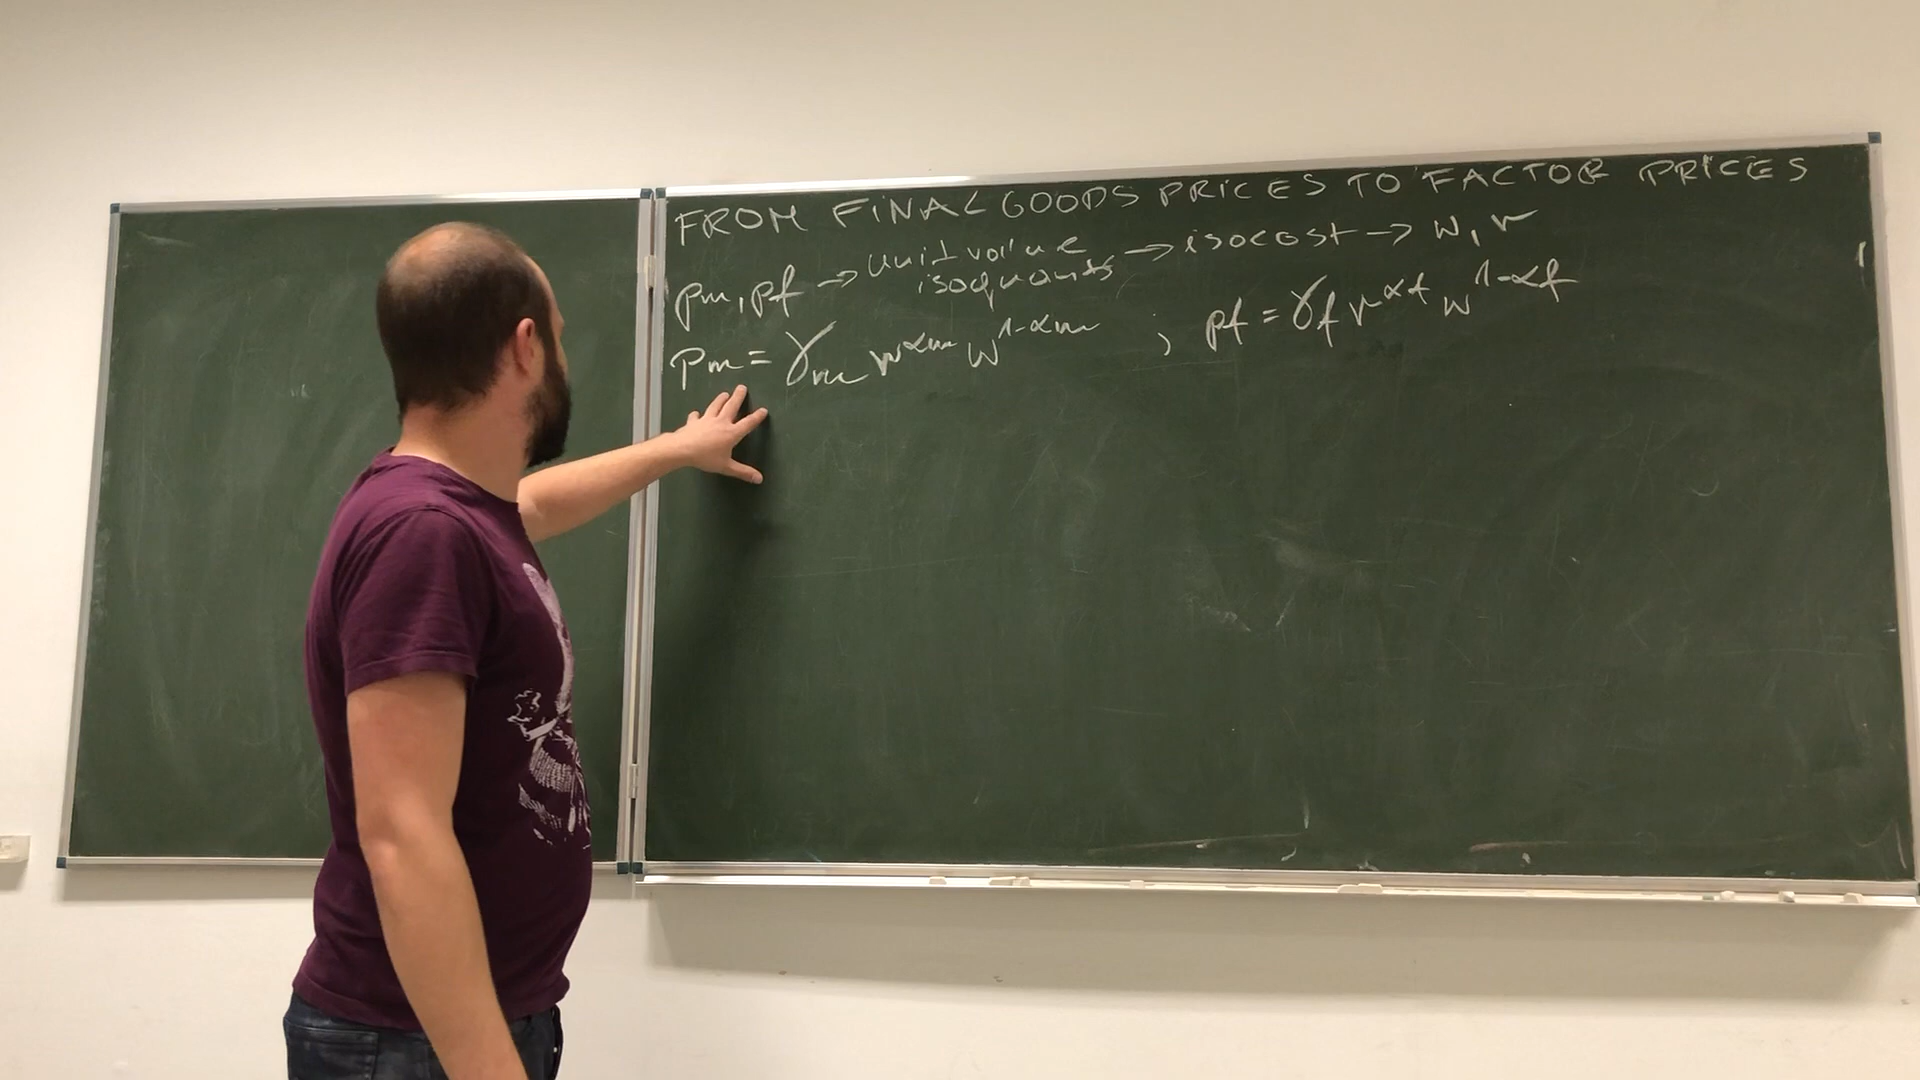 FROM FINAL GOODS PRICES TO FACTOR PRICES
pm, pf → unit value isoquants → isocost → w, r
pm = γm r^αm w^1-αm ; pf = γf r^αf w^1-αf